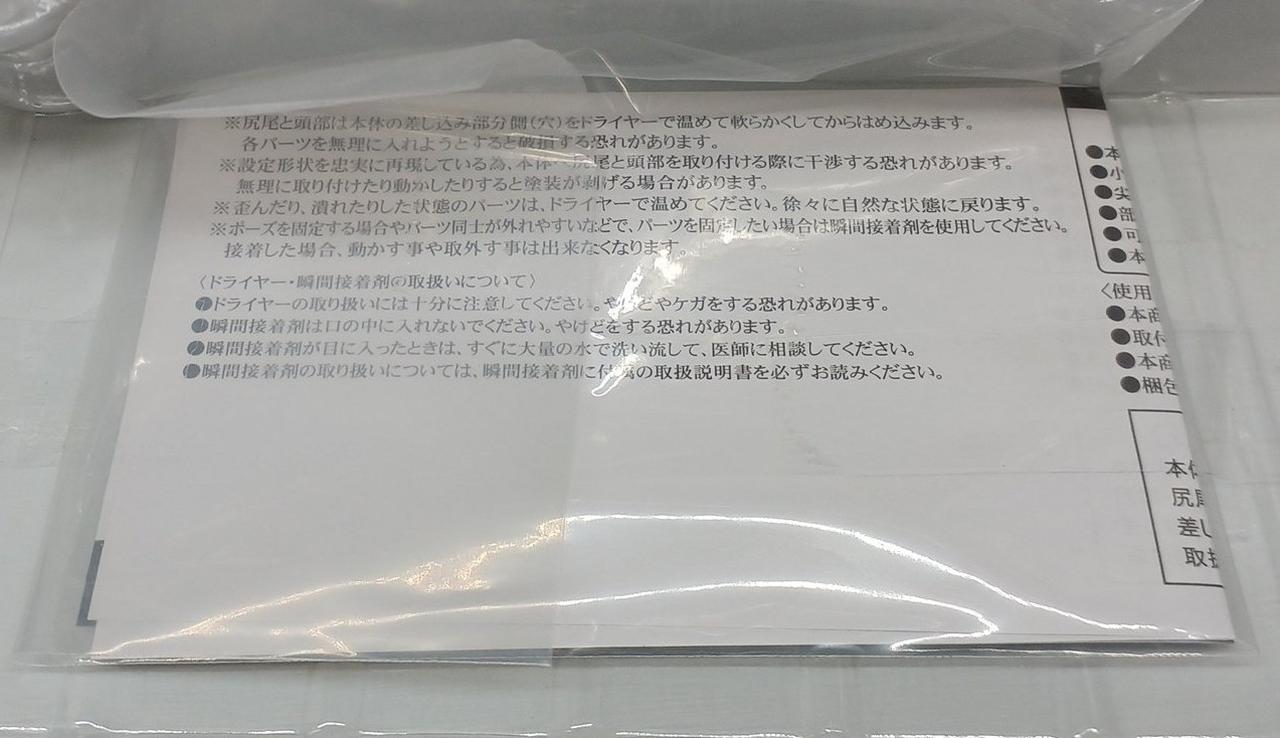 ※尻尾と頭部は本体の差し込み部分側(穴)をドライヤーで温めて軟らかくしてからはめ込みます。
各パーツを無理に入れようとすると破損する恐れがあります。
※設定形状を忠実に再現している為、本体へ尻尾と頭部を取り付ける際に干渉する恐れがあります。
無理に取り付けたり動かしたりすると塗装が剥げる場合があります。
※歪んだり、潰れたりした状態のパーツは、ドライヤーで温めてください。徐々に自然な状態に戻ります。
※ポーズを固定する場合やパーツ同士が外れやすいなどで、パーツを固定したい場合は瞬間接着剤を使用してください。
接着した場合、動かす事や取外す事は出来なくなります。
〈ドライヤー・瞬間接着剤の取扱いについて〉
●ドライヤーの取り扱いには十分に注意してください。やけどやケガをする恐れがあります。
●瞬間接着剤は口の中に入れないでください。やけどをする恐れがあります。
●瞬間接着剤が目に入ったときは、すぐに大量の水で洗い流して、医師に相談してください。
●瞬間接着剤の取り扱いについては、瞬間接着剤に付属の取扱説明書を必ずお読みください。
●本
●小
●尖
●部
●可
●本
〈使用
●本商
●取付
●本商
●梱包
本体
尻尾
差し
取扱